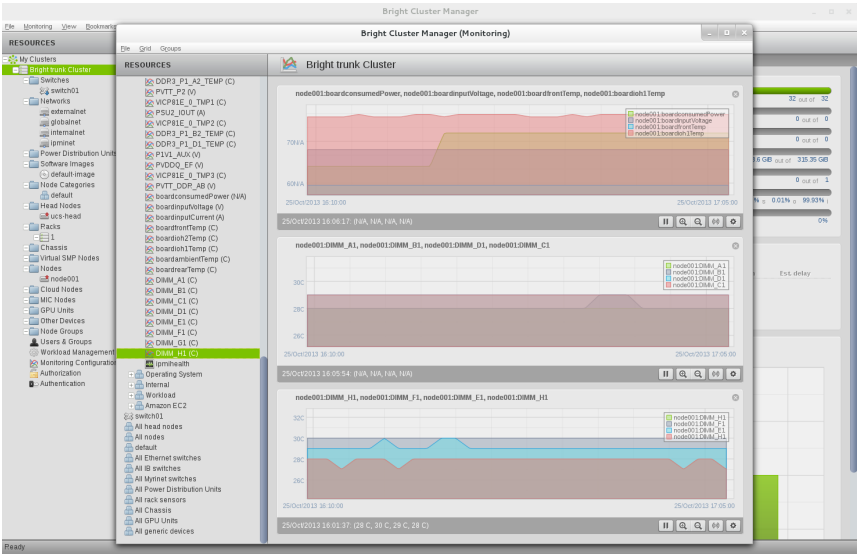 Bright Cluster Manager
File Monitoring View Bookmarks
RESOURCES
My Clusters
Bright trunk Cluster
Switches
switch01
Networks
externalnet
globalnet
internalnet
ipminet
Power Distribution Units
Software Images
default-image
Node Categories
default
Head Nodes
ucs-head
Racks
1
Chassis
Virtual SMP Nodes
Nodes
node001
Cloud Nodes
MIC Nodes
GPU Units
Other Devices
Node Groups
Users & Groups
Workload Management
Monitoring Configuratio
Authorization
Authentication
Ready
Bright Cluster Manager (Monitoring)
File Grid Groups
RESOURCES
DDR3_P1_A2_TEMP (C)
PVTT_P2 (V)
VICP81E_0_TMP1 (C)
PSU2_IOUT (A)
VICP81E_0_TMP2 (C)
DDR3_P1_B2_TEMP (C)
DDR3_P1_D1_TEMP (C)
P1V1_AUX (V)
PVDDQ_EF (V)
VICP81E_0_TMP3 (C)
PVTT_DDR_AB (V)
boardconsumedPower (N/A)
boardinputVoltage (V)
boardinputCurrent (A)
boardfrontTemp (C)
boardioh2Temp (C)
boardioh1Temp (C)
boardambientTemp (C)
boardrearTemp (C)
DIMM_A1 (C)
DIMM_B1 (C)
DIMM_C1 (C)
DIMM_D1 (C)
DIMM_E1 (C)
DIMM_F1 (C)
DIMM_G1 (C)
DIMM_H1 (C)
ipmihealth
Operating System
Internal
Workload
Amazon EC2
switch01
All head nodes
All nodes
default
All Ethernet switches
All IB switches
All Myrinet switches
All Power Distribution Units
All rack sensors
All Chassis
All GPU Units
All generic devices
Bright trunk Cluster
node001:boardconsumedPower, node001:boardinputVoltage, node001:boardfrontTemp, node001:boardioh1Temp
node001:boardconsumedPower
node001:boardinputVoltage
node001:boardfrontTemp
node001:boardioh1Temp
70N/A
60N/A
25/Oct/2013 16:10:00 25/Oct/2013 17:05:00
25/Oct/2013 16:06:17: (N/A, N/A, N/A, N/A)
node001:DIMM_A1, node001:DIMM_B1, node001:DIMM_D1, node001:DIMM_C1
node001:DIMM_A1
node001:DIMM_B1
node001:DIMM_D1
node001:DIMM_C1
30C
28C
26C
25/Oct/2013 16:10:00 25/Oct/2013 17:05:00
25/Oct/2013 16:05:54: (N/A, N/A, N/A, N/A)
node001:DIMM_H1, node001:DIMM_F1, node001:DIMM_E1, node001:DIMM_H1
node001:DIMM_H1
node001:DIMM_F1
node001:DIMM_E1
node001:DIMM_H1
32C
30C
28C
26C
25/Oct/2013 16:10:00 25/Oct/2013 17:05:00
25/Oct/2013 16:01:37: (28 C, 30 C, 29 C, 28 C)
32 out of 32
0 out of 0
0 out of 0
out of 315.35 GB
0 out of 1
0.01% 99.93%
0%
Est. delay